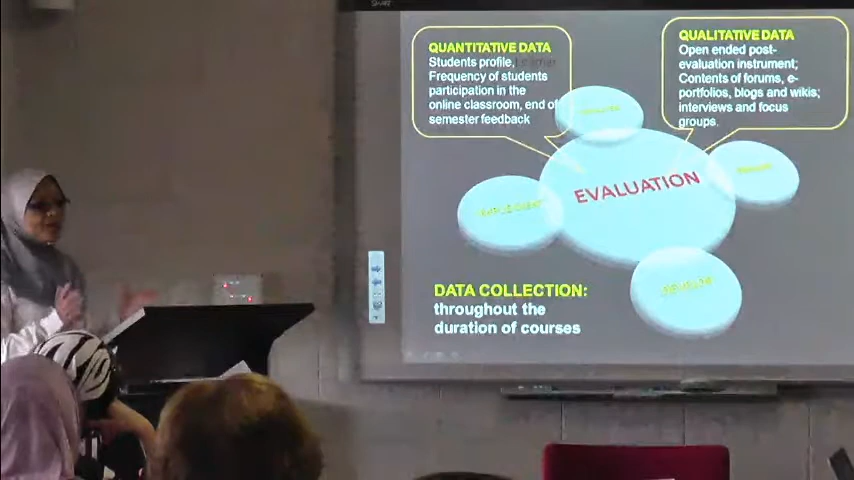 QUANTITATIVE DATA
Students profile,
Frequency of students
participation in the
online classroom, end of
semester feedback
QUALITATIVE DATA
Open ended post-
evaluation instrument;
Contents of forums, e-
portfolios, blogs and wikis;
interviews and focus
groups.
EVALUATION
DEVELOP
DATA COLLECTION:
throughout the
duration of courses